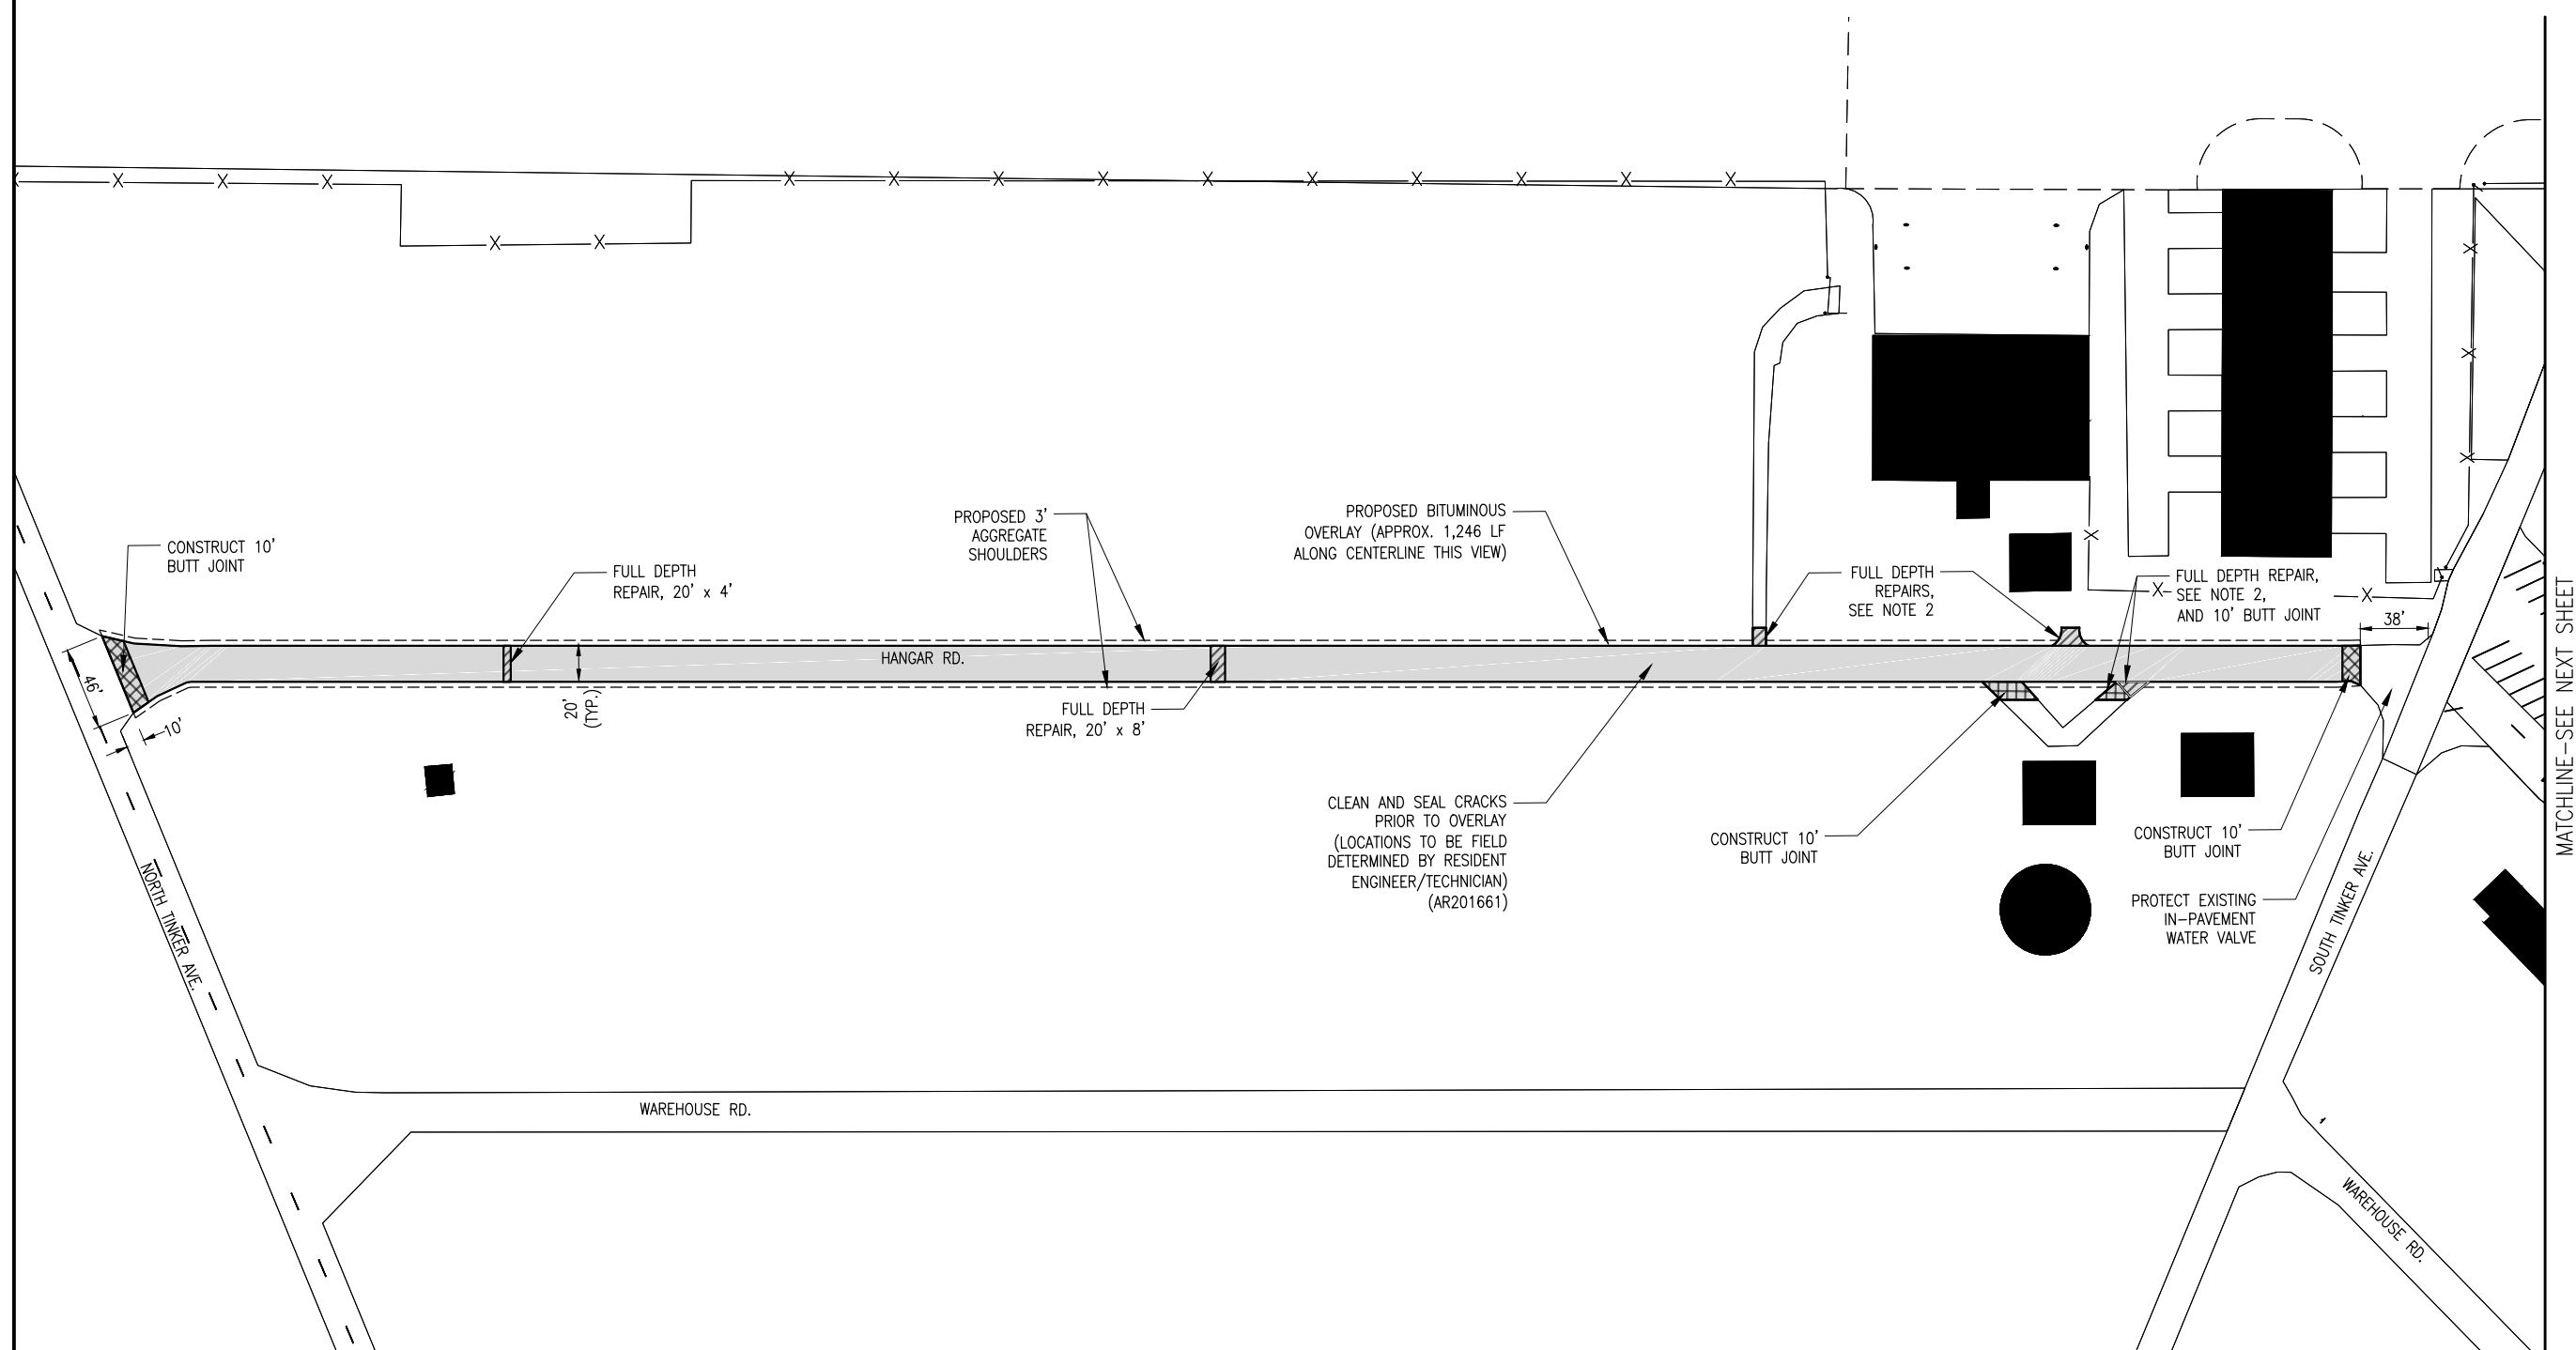 PROPOSED 3'
AGGREGATE
SHOULDERS
PROPOSED BITUMINOUS
OVERLAY (APPROX. 1,246 LF
ALONG CENTERLINE THIS VIEW)
CONSTRUCT 10'
BUTT JOINT
FULL DEPTH
REPAIR, 20' x 4'
FULL DEPTH
REPAIRS,
SEE NOTE 2
FULL DEPTH REPAIR,
SEE NOTE 2,
AND 10' BUTT JOINT
38'
HANGAR RD.
46'
10'
20'
(TYP.)
FULL DEPTH
REPAIR, 20' x 8'
CLEAN AND SEAL CRACKS
PRIOR TO OVERLAY
(LOCATIONS TO BE FIELD
DETERMINED BY RESIDENT
ENGINEER/TECHNICIAN)
(AR201661)
CONSTRUCT 10'
BUTT JOINT
CONSTRUCT 10'
BUTT JOINT
PROTECT EXISTING
IN-PAVEMENT
WATER VALVE
NORTH TINKER AVE.
SOUTH TINKER AVE.
WAREHOUSE RD.
WAREHOUSE RD.
MATCHLINE-SEE NEXT SHEET